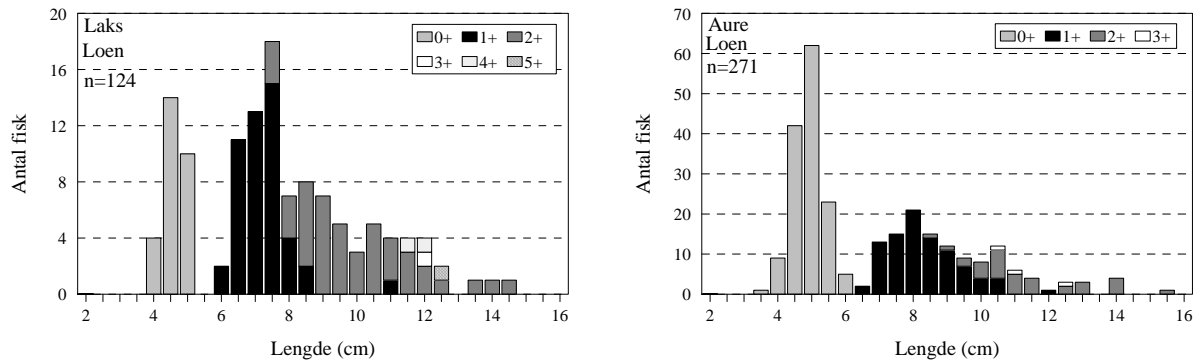 Laks
Loen
n=124
0+ 1+ 2+
3+ 4+ 5+
20
16
12
8
4
0
Antal fisk
2 4 6 8 10 12 14 16
Lengde (cm)
Aure
Loen
n=271
0+ 1+ 2+ 3+
70
60
50
40
30
20
10
0
Antal fisk
2 4 6 8 10 12 14 16
Lengde (cm)